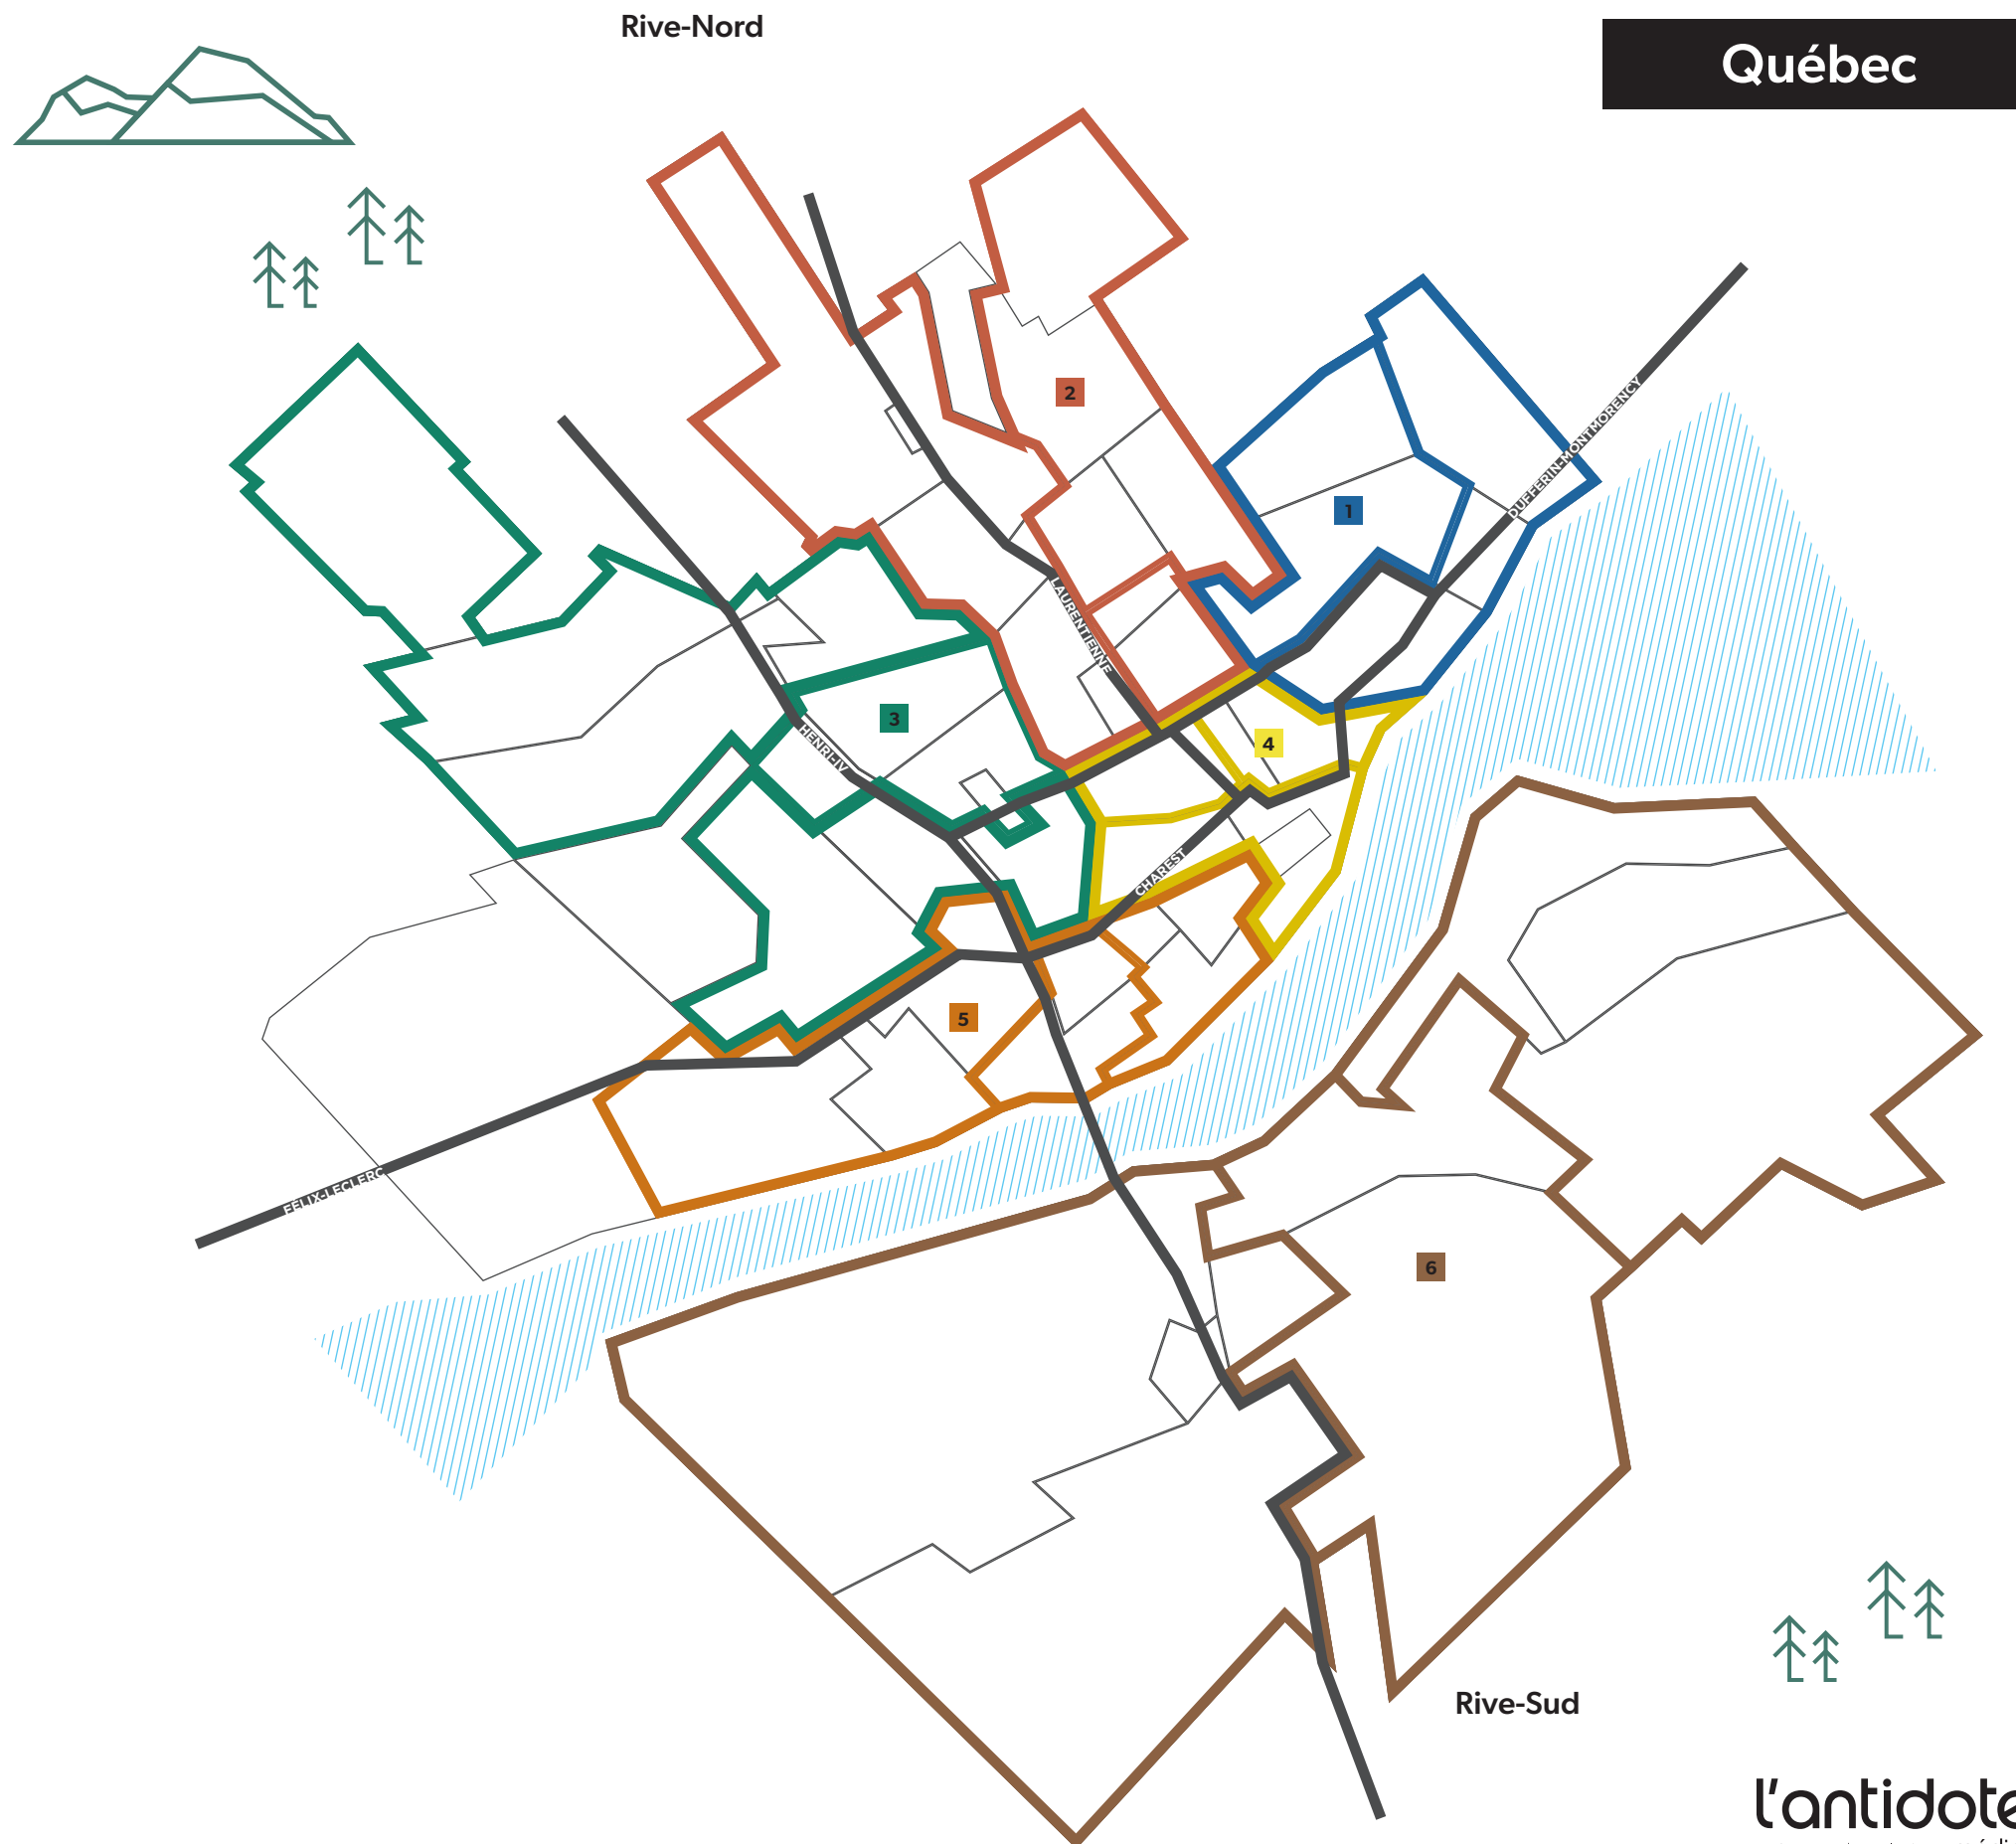 Rive-Nord
Québec
2
DUFFERIN-MONTMORENCY
1
LAURENTIENNE
3
HENRI-IV
4
CHAREST
5
FÉLIX-LECLERC
6
Rive-Sud
l'antidote